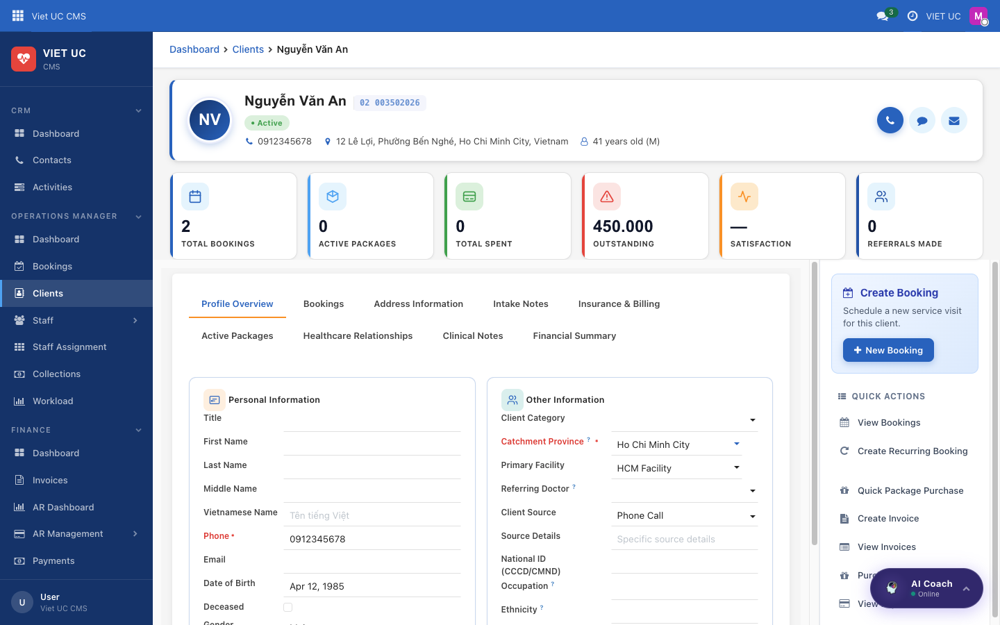 Viet UC CMS
3
VIET UC
M
VIET UC
CMS
CRM
Dashboard
Contacts
Activities
OPERATIONS MANAGER
Dashboard
Bookings
Clients
Staff
Staff Assignment
Collections
Workload
FINANCE
Dashboard
Invoices
AR Dashboard
AR Management
Payments
U
User
Viet UC CMS
Dashboard > Clients > Nguyễn Văn An
NV
Nguyễn Văn An 02 003502026
• Active
0912345678 12 Lê Lợi, Phường Bến Nghé, Ho Chi Minh City, Vietnam 41 years old (M)
2
TOTAL BOOKINGS
0
ACTIVE PACKAGES
0
TOTAL SPENT
450.000
OUTSTANDING
—
SATISFACTION
0
REFERRALS MADE
Profile Overview Bookings Address Information Intake Notes Insurance & Billing
Active Packages Healthcare Relationships Clinical Notes Financial Summary
Personal Information
Title
First Name
Last Name
Middle Name
Vietnamese Name Tên tiếng Việt
Phone * 0912345678
Email
Date of Birth Apr 12, 1985
Deceased
Gender
Other Information
Client Category
Catchment Province ? * Ho Chi Minh City
Primary Facility HCM Facility
Referring Doctor ?
Client Source Phone Call
Source Details Specific source details
National ID
(CCCD/CMND)
Occupation ?
Ethnicity ?
Create Booking
Schedule a new service visit
for this client.
+ New Booking
QUICK ACTIONS
View Bookings
Create Recurring Booking
Quick Package Purchase
Create Invoice
View Invoices
View
AI Coach
Online